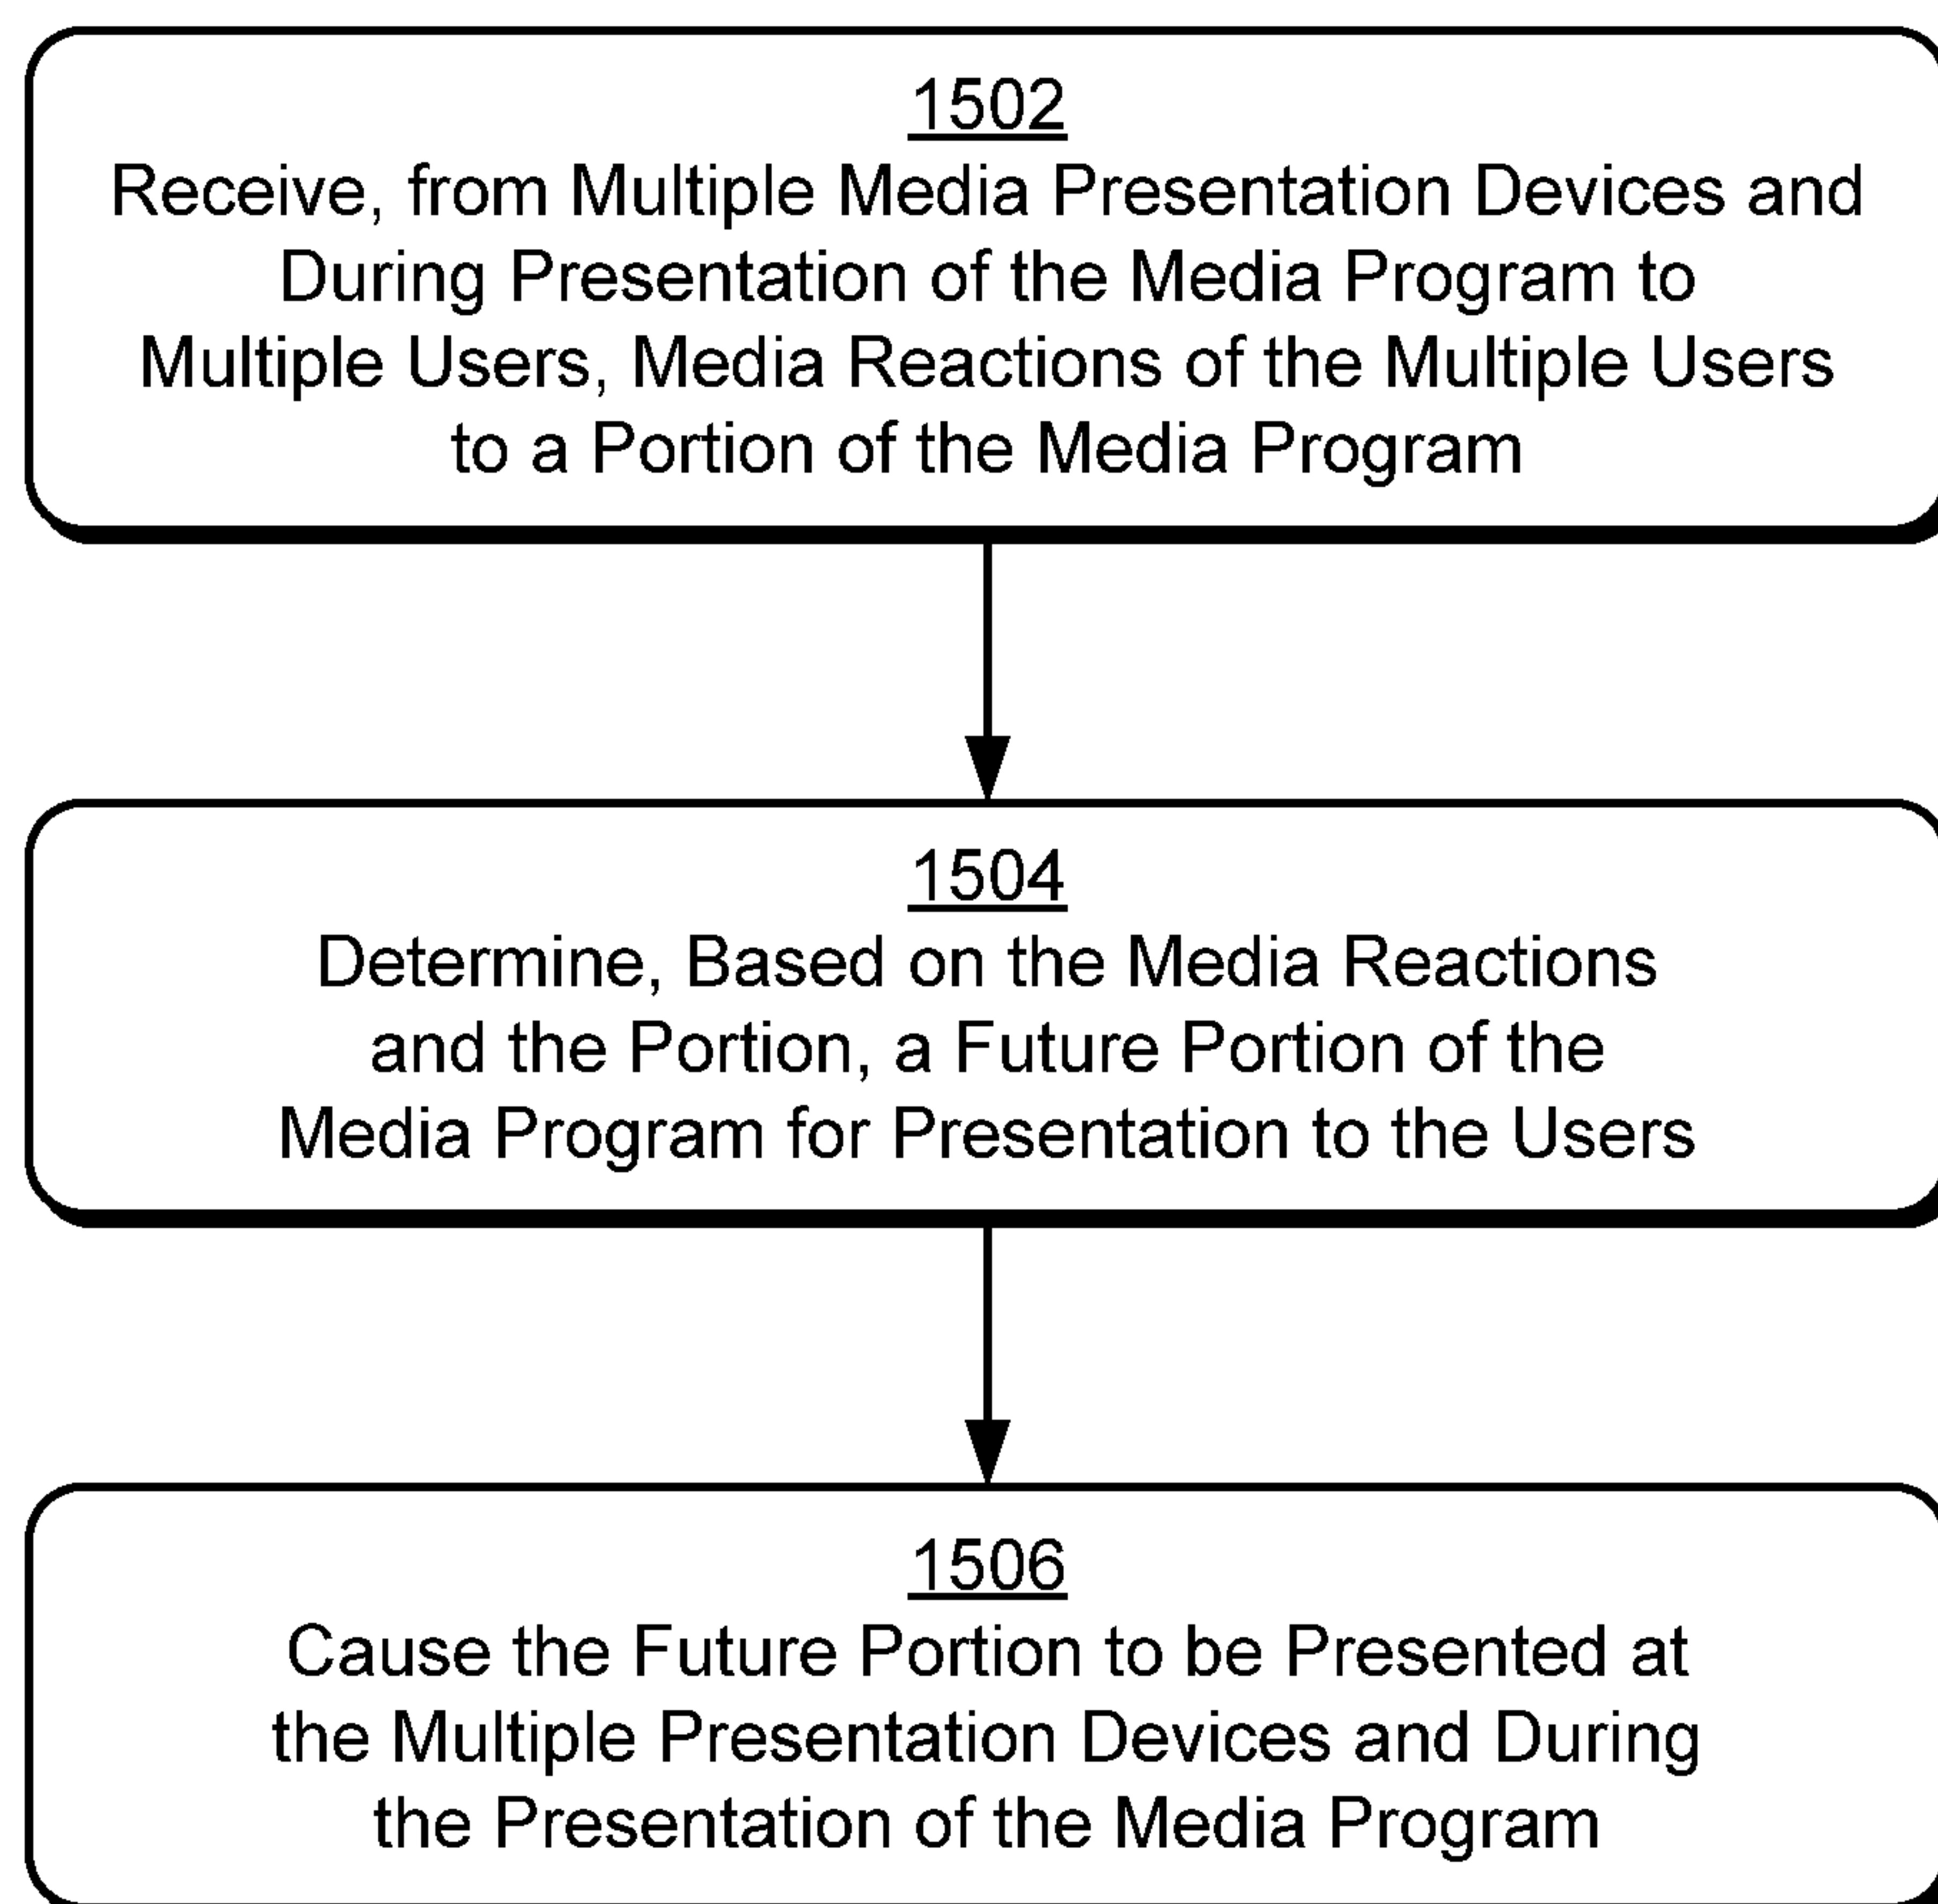 1502
Receive, from Multiple Media Presentation Devices and
During Presentation of the Media Program to
Multiple Users, Media Reactions of the Multiple Users
to a Portion of the Media Program
1504
Determine, Based on the Media Reactions
and the Portion, a Future Portion of the
Media Program for Presentation to the Users
1506
Cause the Future Portion to be Presented at
the Multiple Presentation Devices and During
the Presentation of the Media Program